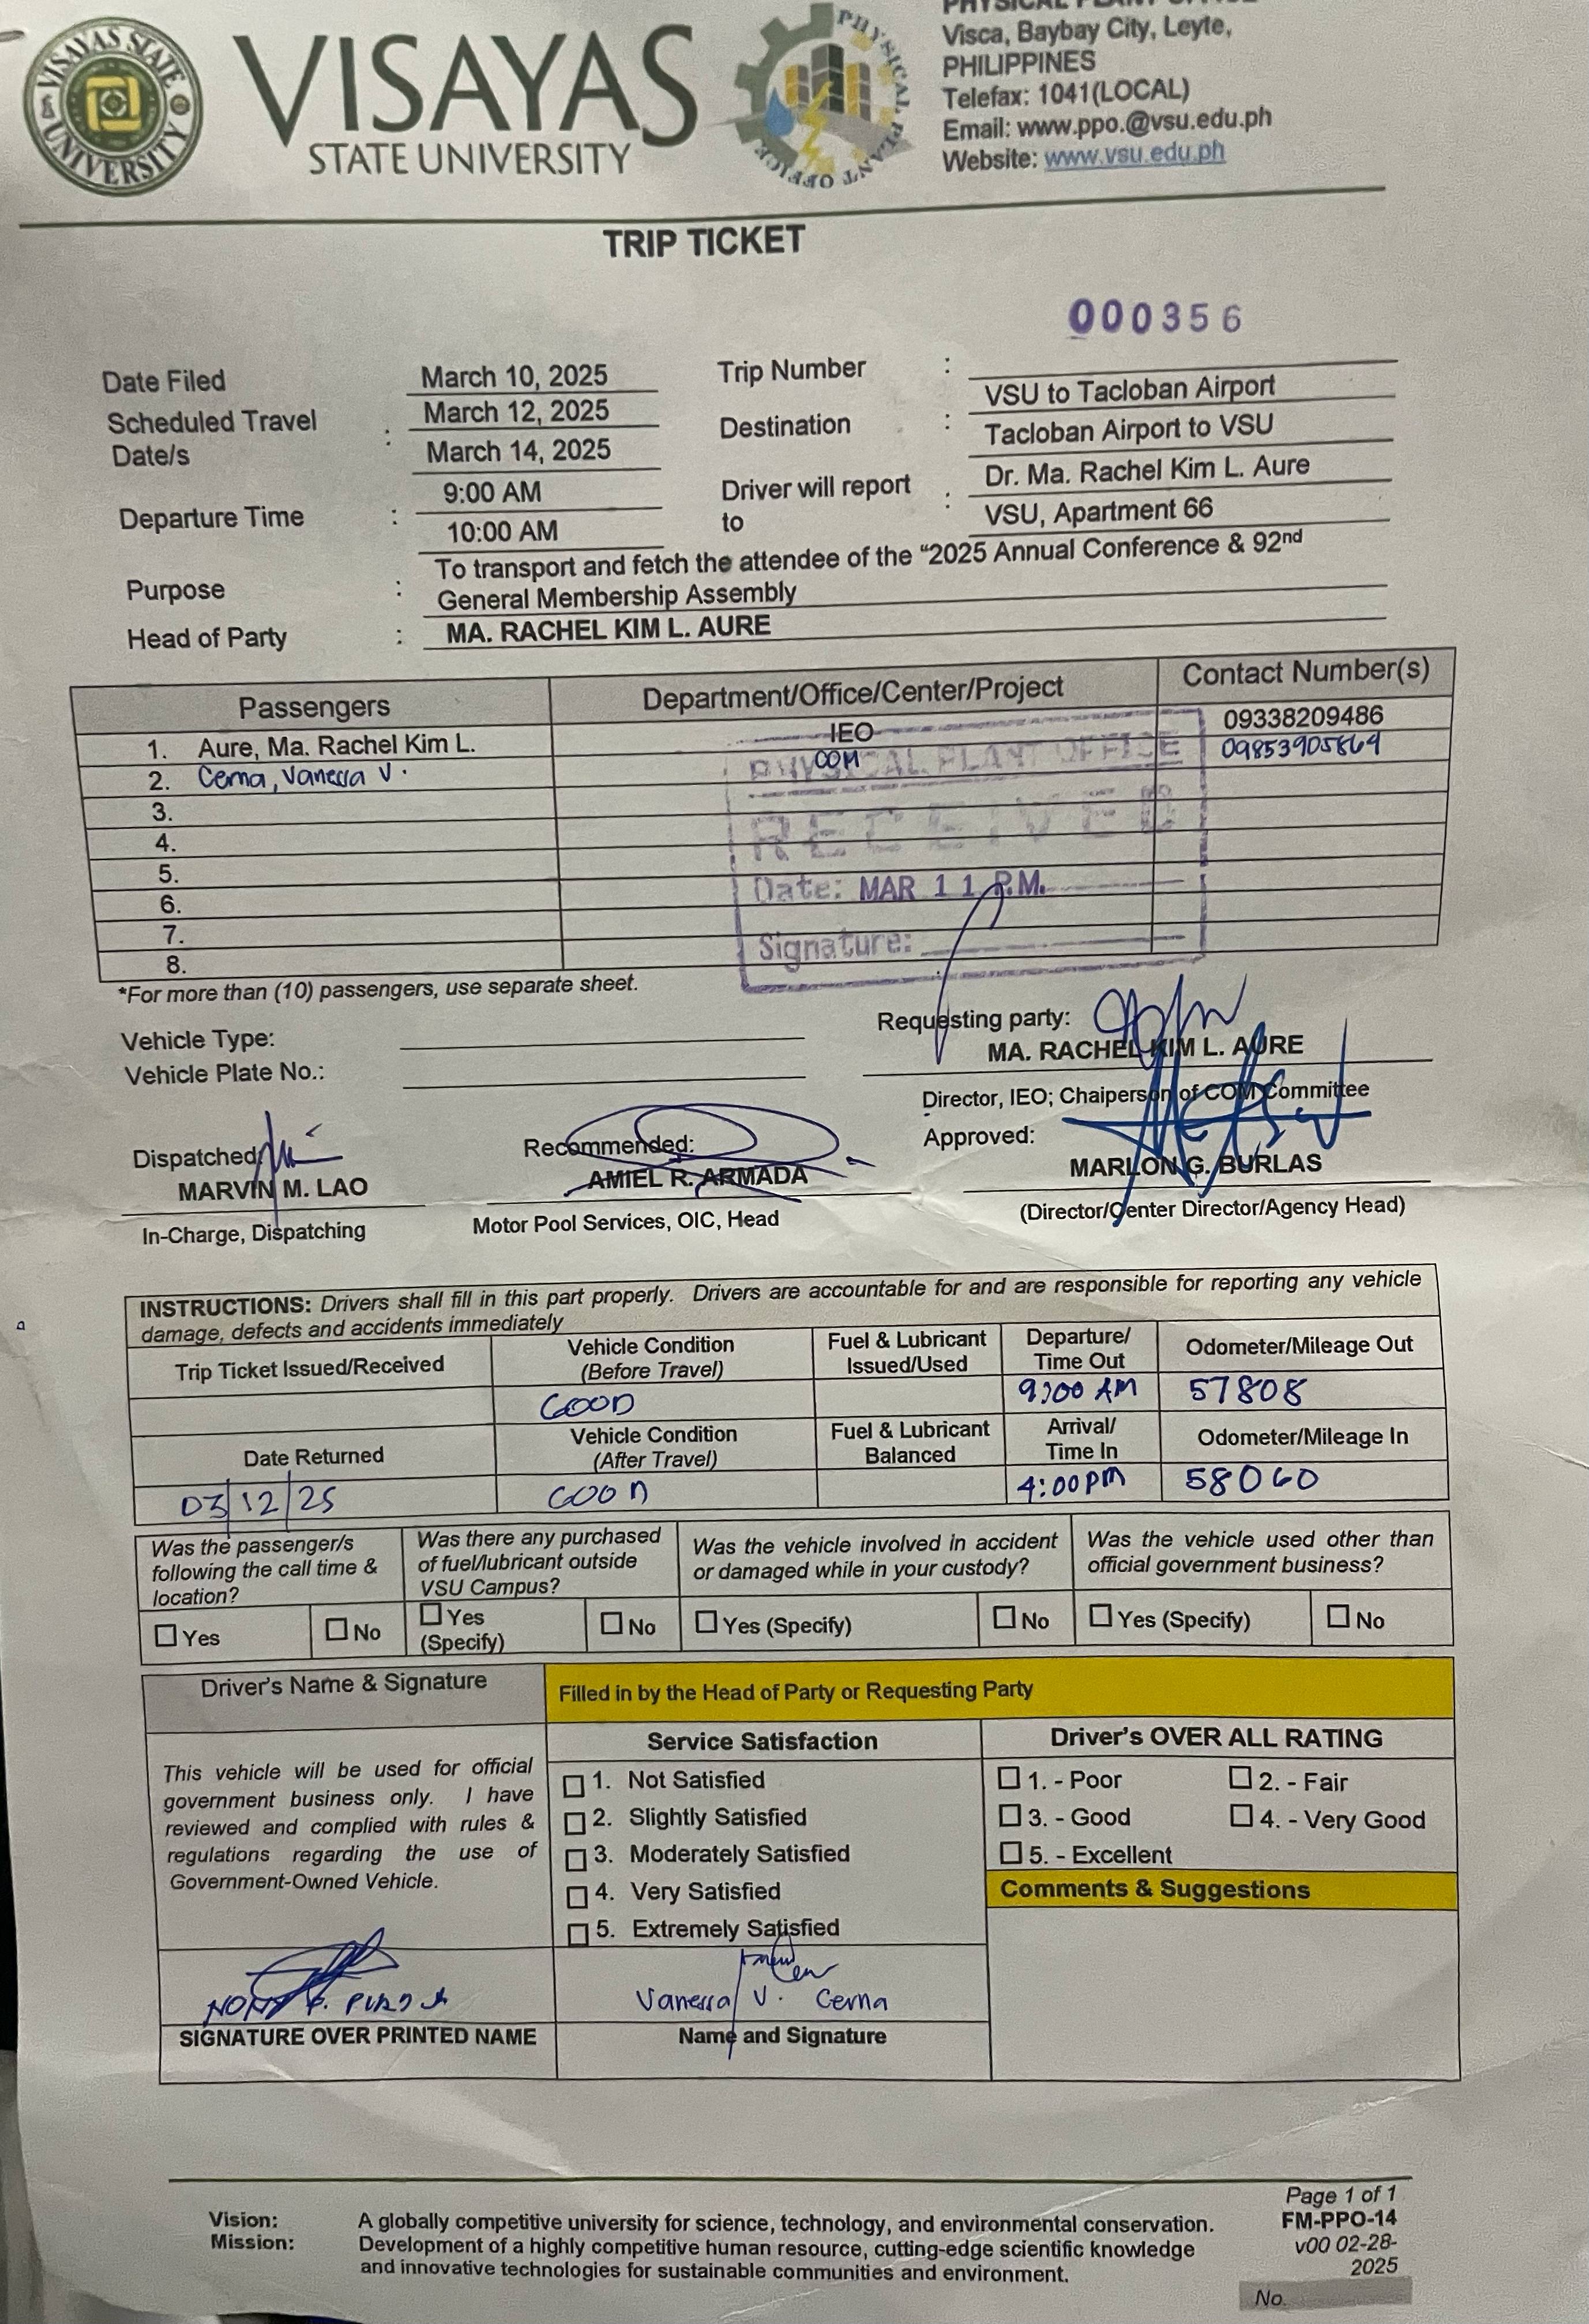 VISAYAS STATE UNIVERSITY
VISAYAS
STATE UNIVERSITY
PHYSICAL PLANT OFFICE
PHYSICAL PLANT OFFICE
Visca, Baybay City, Leyte,
PHILIPPINES
Telefax: 1041(LOCAL)
Email: www.ppo.@vsu.edu.ph
Website: www.vsu.edu.ph
TRIP TICKET
000356
Date Filed March 10, 2025 Trip Number :
Scheduled Travel Date/s : March 12, 2025 Destination : VSU to Tacloban Airport
March 14, 2025 Tacloban Airport to VSU
Departure Time : 9:00 AM Driver will report to : Dr. Ma. Rachel Kim L. Aure
10:00 AM VSU, Apartment 66
Purpose : To transport and fetch the attendee of the “2025 Annual Conference & 92nd
General Membership Assembly
Head of Party : MA. RACHEL KIM L. AURE
Passengers Department/Office/Center/Project Contact Number(s)
1. Aure, Ma. Rachel Kim L. IEO 09338209486
2. Cerna, Vanessa V. COM 09853905869
3.
4.
5.
6.
7.
8.
PHYSICAL PLANT OFFICE
RECEIVED
Date: MAR 11 P.M.
Signature:
*For more than (10) passengers, use separate sheet.
Vehicle Type:
Vehicle Plate No.:
Requesting party:
MA. RACHEL KIM L. AURE
Director, IEO; Chaiperson of COM Committee
Dispatched:
MARVIN M. LAO
In-Charge, Dispatching
Recommended:
AMIEL R. ARMADA
Motor Pool Services, OIC, Head
Approved:
MARLON G. BURLAS
(Director/Center Director/Agency Head)
INSTRUCTIONS: Drivers shall fill in this part properly. Drivers are accountable for and are responsible for reporting any vehicle
damage, defects and accidents immediately
Trip Ticket Issued/Received Vehicle Condition (Before Travel) Fuel & Lubricant Issued/Used Departure/ Time Out Odometer/Mileage Out
GOOD 9:00 AM 57808
Date Returned Vehicle Condition (After Travel) Fuel & Lubricant Balanced Arrival/ Time In Odometer/Mileage In
03/12/25 GOOD 4:00PM 58060
Was the passenger/s following the call time & location?
Was there any purchased of fuel/lubricant outside VSU Campus?
Was the vehicle involved in accident or damaged while in your custody?
Was the vehicle used other than official government business?
Yes No Yes (Specify) No Yes (Specify) No Yes (Specify) No
Driver's Name & Signature
Filled in by the Head of Party or Requesting Party
This vehicle will be used for official
government business only. I have
reviewed and complied with rules &
regulations regarding the use of
Government-Owned Vehicle.
Service Satisfaction
1. Not Satisfied
2. Slightly Satisfied
3. Moderately Satisfied
4. Very Satisfied
5. Extremely Satisfied
Driver's OVER ALL RATING
1. - Poor 2. - Fair
3. - Good 4. - Very Good
5. - Excellent
Comments & Suggestions
Vanessa V. Cerna
SIGNATURE OVER PRINTED NAME
Name and Signature
Vision: A globally competitive university for science, technology, and environmental conservation.
Mission: Development of a highly competitive human resource, cutting-edge scientific knowledge
and innovative technologies for sustainable communities and environment.
Page 1 of 1
FM-PPO-14
v00 02-28-
2025
No.